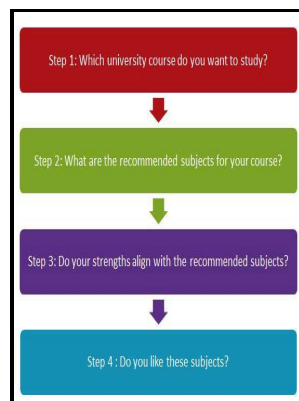 Step 1: Which university course do you want to study?
Step 2: What are the recommended subjects for your course?
Step 3: Do your strengths align with the recommended subjects?
Step 4 : Do you like these subjects?